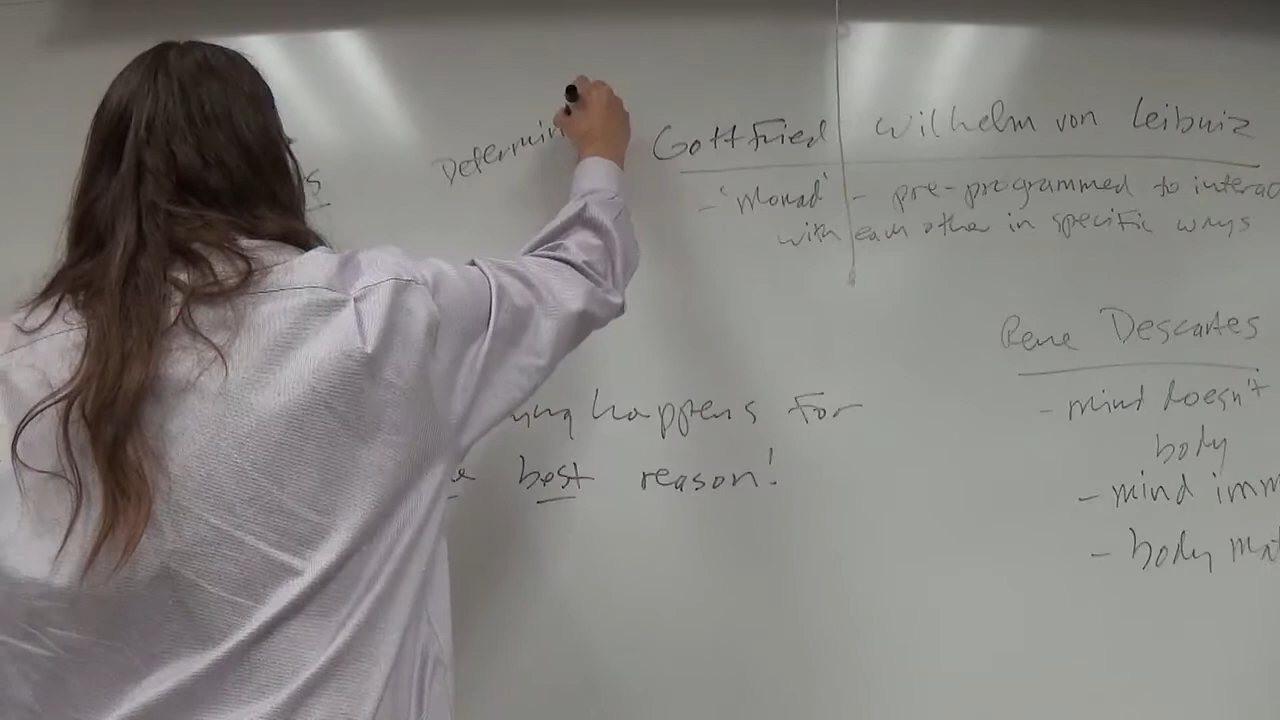 Determin
Gottfried Wilhelm von Leibniz
- 'Monad' - pre-programmed to interac
with each other in specific ways
Rene Descartes
- mind doesn't
body
- mind imm
- body mat
happens for
best reason!